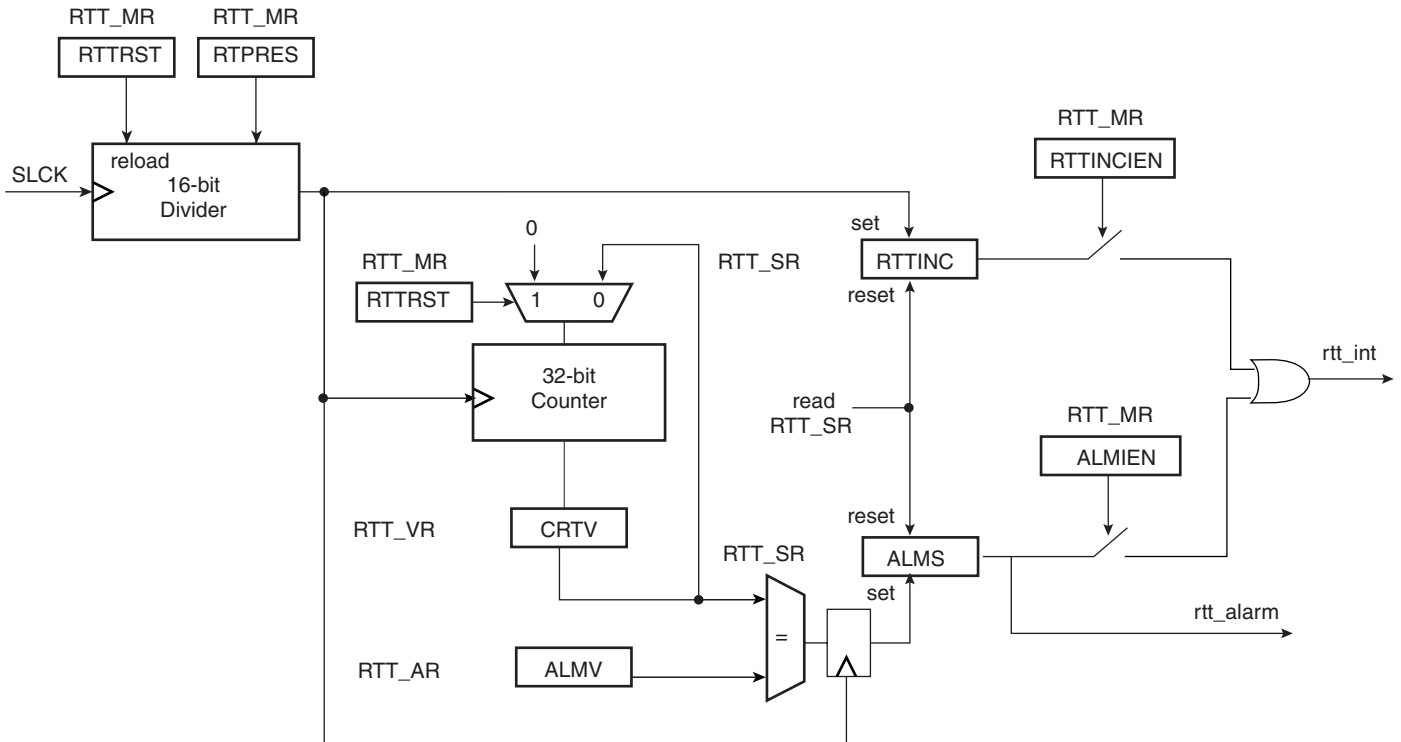 RTT_MR
RTT_MR
RTTRST
RTPRES
RTT_MR
reload
RTTINCIEN
SLCK
16-bit
Divider
0
set
RTT_MR
RTT_SR
RTTINC
RTTRST
1
0
reset
rtt_int
32-bit
Counter
read
RTT_SR
RTT_MR
ALMIEN
reset
RTT_VR
CRTV
RTT_SR
ALMS
set
rtt_alarm
=
RTT_AR
ALMV